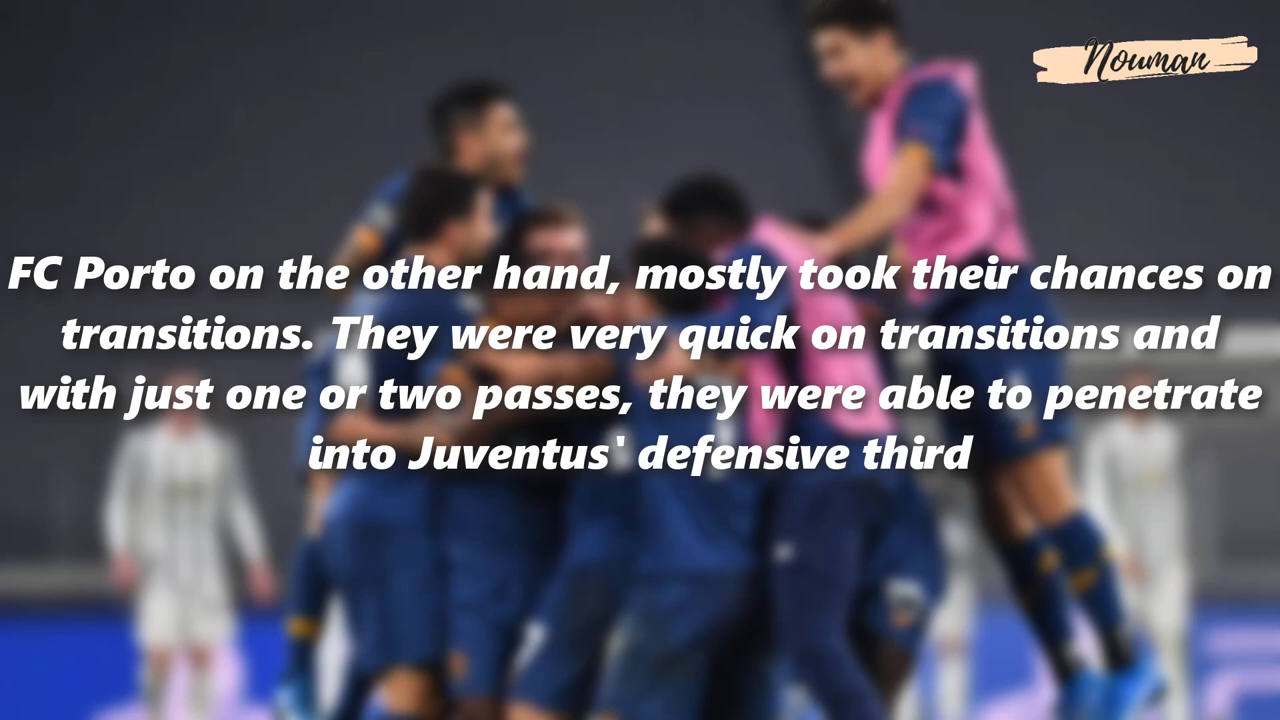 Nouman
FC Porto on the other hand, mostly took their chances on
transitions. They were very quick on transitions and
with just one or two passes, they were able to penetrate
into Juventus' defensive third